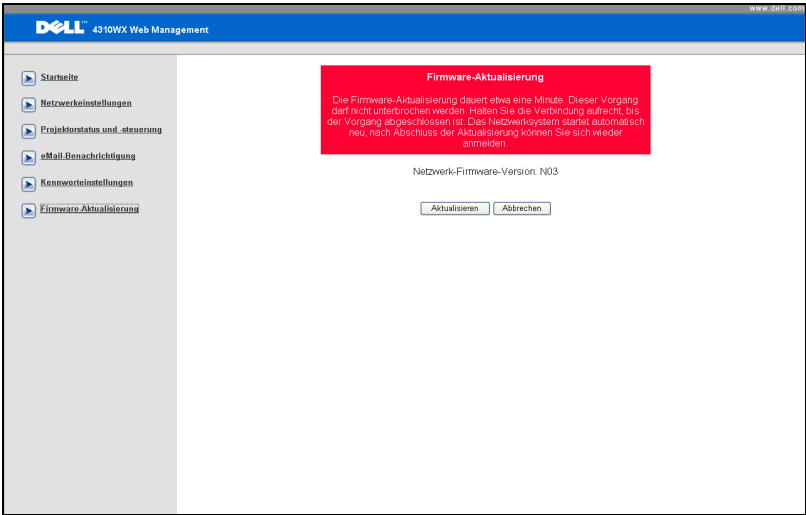 www.dell.com
DELL™ 4310WX Web Management
Startseite
Netzwerkeinstellungen
Projektorstatus und -steuerung
eMail-Benachrichtigung
Kennworteinstellungen
Firmware-Aktualisierung
Firmware-Aktualisierung
Die Firmware-Aktualisierung dauert etwa eine Minute. Dieser Vorgang
darf nicht unterbrochen werden. Halten Sie die Verbindung aufrecht, bis
der Vorgang abgeschlossen ist. Das Netzwerksystem startet automatisch
neu, nach Abschluss der Aktualisierung können Sie sich wieder
anmelden.
Netzwerk-Firmware-Version: N03
Aktualisieren Abbrechen